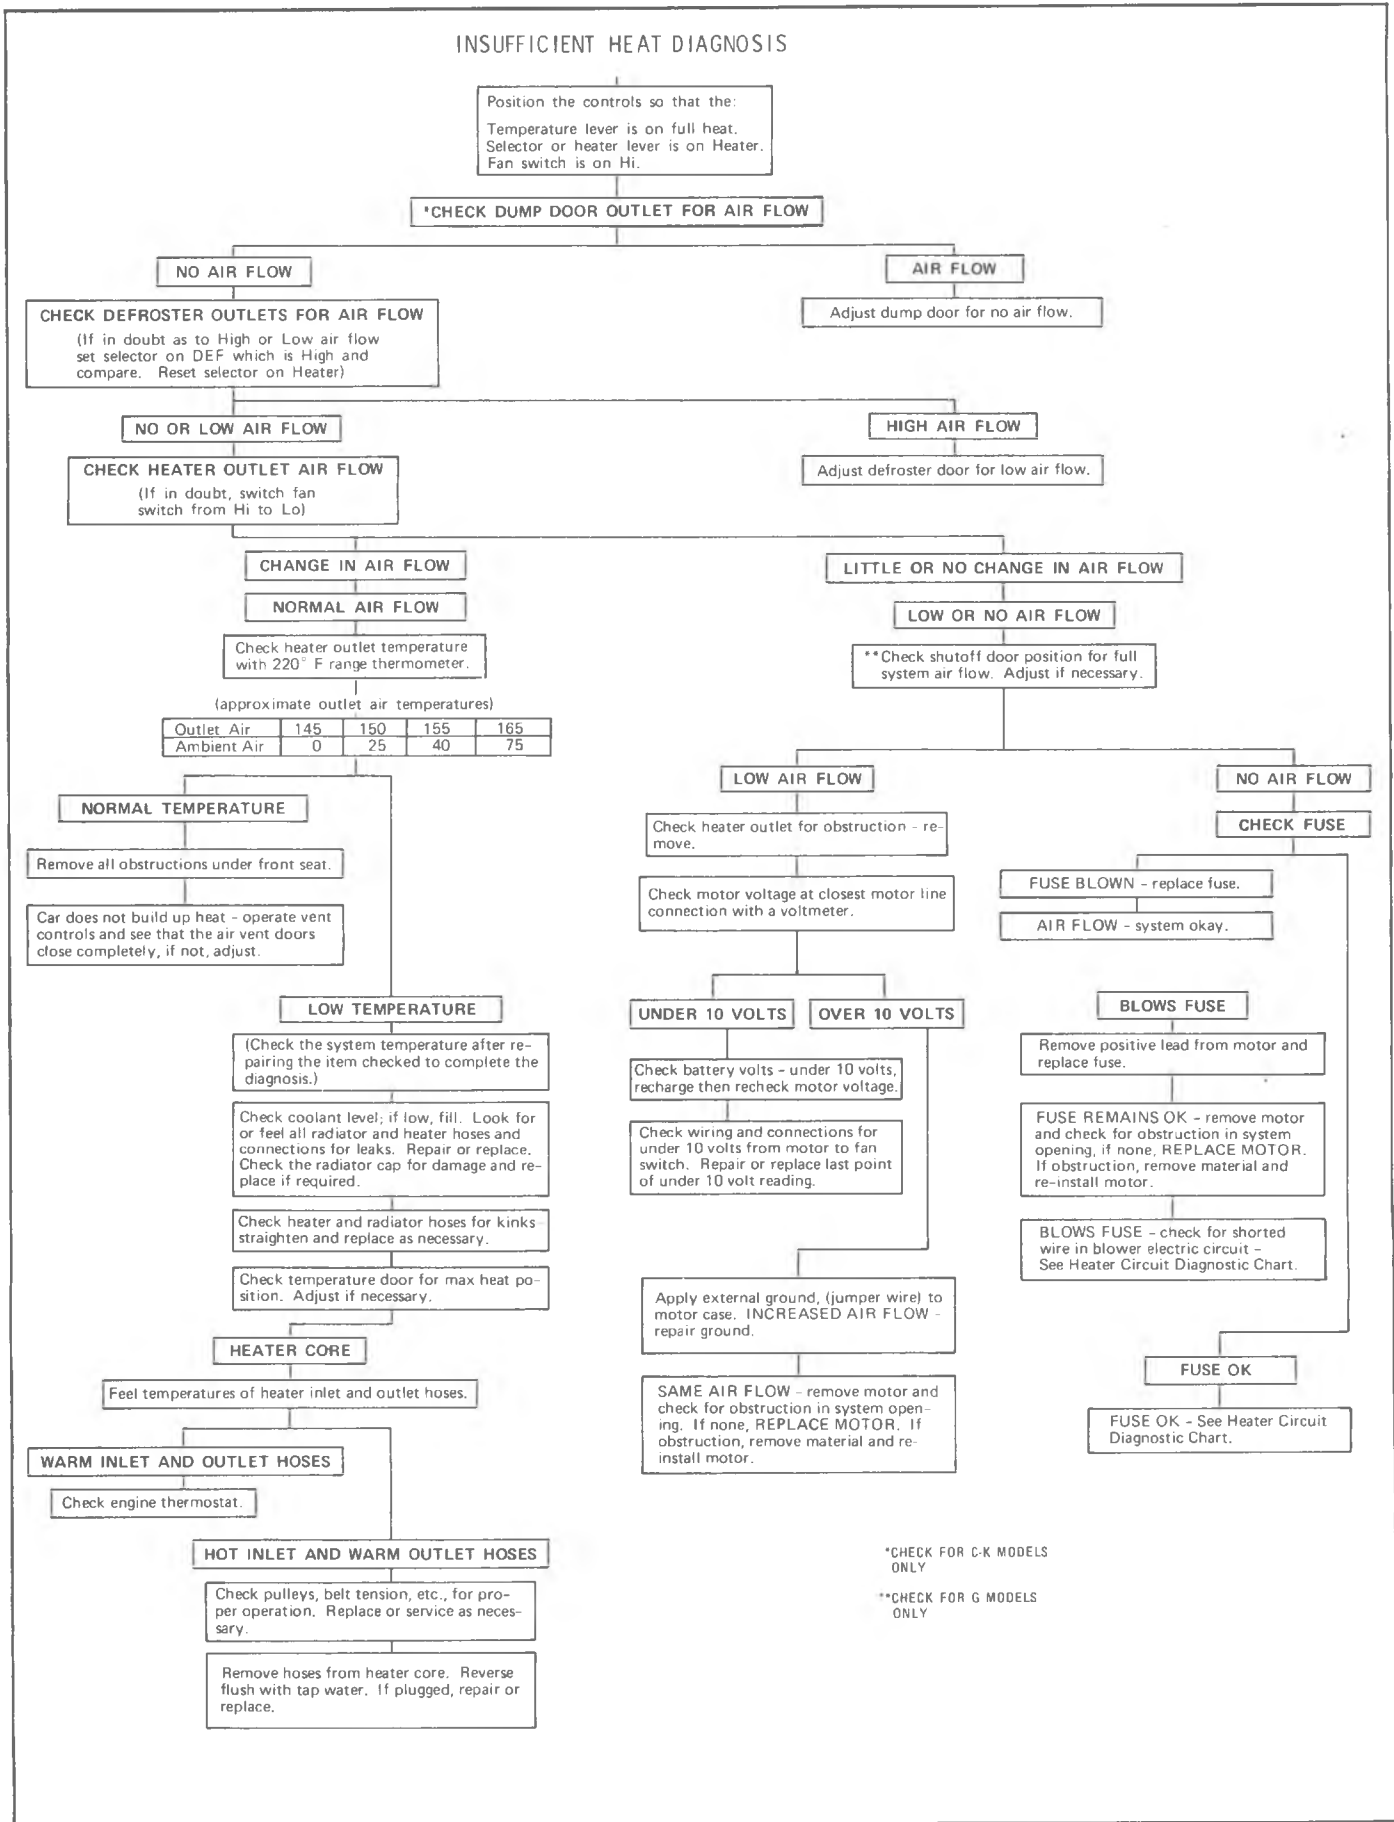 INSUFFICIENT HEAT DIAGNOSIS
Position the controls so that the:
Temperature lever is on full heat.
Selector or heater lever is on Heater.
Fan switch is on Hi.
*CHECK DUMP DOOR OUTLET FOR AIR FLOW
NO AIR FLOW
AIR FLOW
CHECK DEFROSTER OUTLETS FOR AIR FLOW
(If in doubt as to High or Low air flow
set selector on DEF which is High and
compare. Reset selector on Heater)
Adjust dump door for no air flow.
NO OR LOW AIR FLOW
HIGH AIR FLOW
CHECK HEATER OUTLET AIR FLOW
(If in doubt, switch fan
switch from Hi to Lo)
Adjust defroster door for low air flow.
CHANGE IN AIR FLOW
LITTLE OR NO CHANGE IN AIR FLOW
NORMAL AIR FLOW
LOW OR NO AIR FLOW
Check heater outlet temperature
with 220° F range thermometer.
**Check shutoff door position for full
system air flow. Adjust if necessary.
(approximate outlet air temperatures)
Outlet Air 145 150 155 165
Ambient Air 0 25 40 75
LOW AIR FLOW
NO AIR FLOW
NORMAL TEMPERATURE
CHECK FUSE
Check heater outlet for obstruction - re-
move.
Remove all obstructions under front seat.
FUSE BLOWN - replace fuse.
Check motor voltage at closest motor line
connection with a voltmeter.
Car does not build up heat - operate vent
controls and see that the air vent doors
close completely, if not, adjust.
AIR FLOW - system okay.
LOW TEMPERATURE
UNDER 10 VOLTS
OVER 10 VOLTS
BLOWS FUSE
(Check the system temperature after re-
pairing the item checked to complete the
diagnosis.)
Check battery volts - under 10 volts,
recharge then recheck motor voltage.
Remove positive lead from motor and
replace fuse.
Check coolant level; if low, fill. Look for
or feel all radiator and heater hoses and
connections for leaks. Repair or replace.
Check the radiator cap for damage and re-
place if required.
Check wiring and connections for
under 10 volts from motor to fan
switch. Repair or replace last point
of under 10 volt reading.
FUSE REMAINS OK - remove motor
and check for obstruction in system
opening, if none, REPLACE MOTOR.
If obstruction, remove material and
re-install motor.
Check heater and radiator hoses for kinks
straighten and replace as necessary.
BLOWS FUSE - check for shorted
wire in blower electric circuit -
See Heater Circuit Diagnostic Chart.
Check temperature door for max heat po-
sition. Adjust if necessary.
Apply external ground, (jumper wire) to
motor case. INCREASED AIR FLOW -
repair ground.
HEATER CORE
FUSE OK
Feel temperatures of heater inlet and outlet hoses.
SAME AIR FLOW - remove motor and
check for obstruction in system open-
ing. If none, REPLACE MOTOR. If
obstruction, remove material and re-
install motor.
FUSE OK - See Heater Circuit
Diagnostic Chart.
WARM INLET AND OUTLET HOSES
Check engine thermostat.
HOT INLET AND WARM OUTLET HOSES
Check pulleys, belt tension, etc., for pro-
per operation. Replace or service as neces-
sary.
Remove hoses from heater core. Reverse
flush with tap water. If plugged, repair or
replace.
*CHECK FOR C-K MODELS
ONLY
**CHECK FOR G MODELS
ONLY